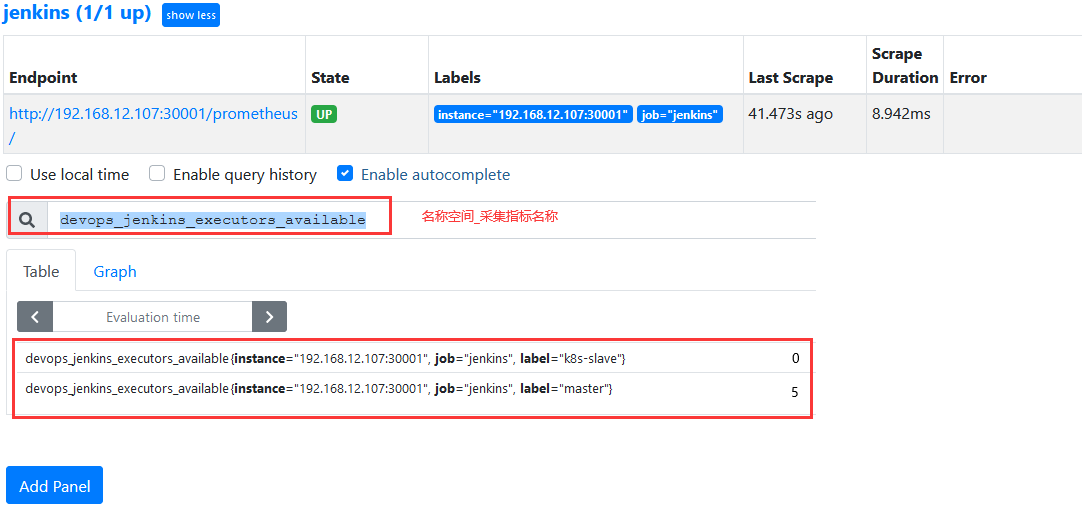 jenkins (1/1 up) show less
Endpoint State Labels Last Scrape Scrape Duration Error
http://192.168.12.107:30001/prometheus/ UP instance="192.168.12.107:30001" job="jenkins" 41.473s ago 8.942ms
Use local time Enable query history Enable autocomplete
devops_jenkins_executors_available 名称空间_采集指标名称
Table Graph
Evaluation time
devops_jenkins_executors_available{instance="192.168.12.107:30001", job="jenkins", label="k8s-slave"} 0
devops_jenkins_executors_available{instance="192.168.12.107:30001", job="jenkins", label="master"} 5
Add Panel